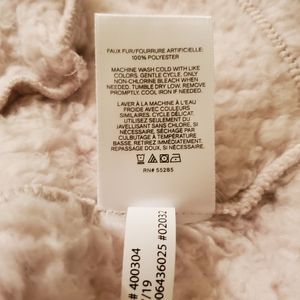 FAUX FUR/FOURRURE ARTIFICIELLE:
100% POLYESTER
MACHINE WASH COLD WITH LIKE
COLORS. GENTLE CYCLE. ONLY
NON-CHLORINE BLEACH WHEN
NEEDED. TUMBLE DRY LOW. REMOVE
PROMPTLY. COOL IRON IF NEEDED.
LAVER À LA MACHINE À L'EAU
FROIDE AVEC COULEURS
SIMILAIRES. CYCLE DÉLICAT.
UTILISEZ SEULEMENT DU
JAVELLISANT SANS CHLORE, SI
NÉCESSAIRE. SÉCHAGE PAR
CULBUTAGE À TEMPÉRATURE
BASSE. RETIREZ IMMÉDIATEMENT.
REPASSAGE DOUX, SI NÉCESSAIRE.
RN# 55285
# 400304
/19
006436025 #02032